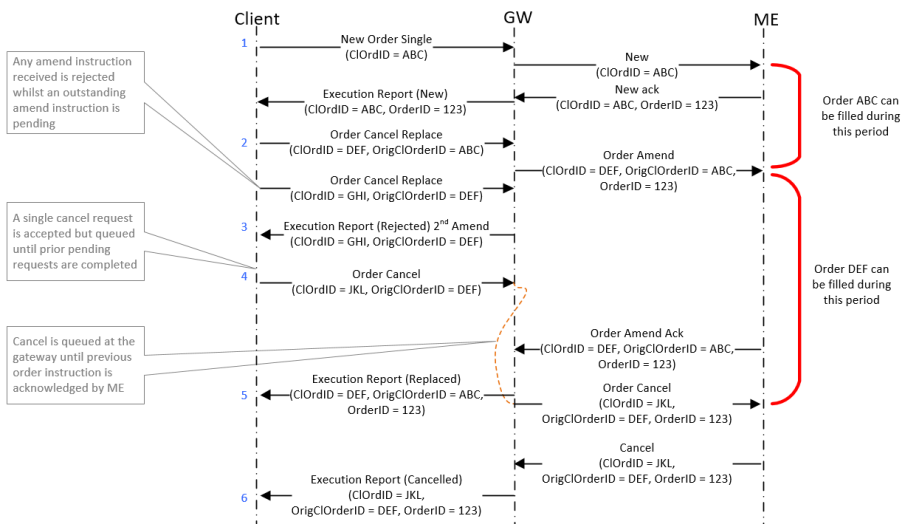 Client
GW
ME
1
New Order Single
(ClOrdID = ABC)
New
(ClOrdID = ABC)
Any amend instruction
received is rejected
whilst an outstanding
amend instruction is
pending
Execution Report (New)
(ClOrdID = ABC, OrderID = 123)
New ack
(ClOrdID = ABC, OrderID = 123)
Order ABC can
be filled during
this period
2
Order Cancel Replace
(ClOrdID = DEF, OrigClOrderID = ABC)
Order Amend
(ClOrdID = DEF, OrigClOrderID = ABC,
OrderID = 123)
Order Cancel Replace
(ClOrdID = GHI, OrigClOrderID = DEF)
A single cancel request
is accepted but queued
until prior pending
requests are completed
3
Execution Report (Rejected) 2nd Amend
(ClOrdID = GHI, OrigClOrderID = DEF)
4
Order Cancel
(ClOrdID = JKL, OrigClOrderID = DEF)
Order DEF can
be filled during
this period
Cancel is queued at the
gateway until previous
order instruction is
acknowledged by ME
Order Amend Ack
(ClOrdID = DEF, OrigClOrderID = ABC,
OrderID = 123)
5
Execution Report (Replaced)
(ClOrdID = DEF, OrigClOrderID = ABC,
OrderID = 123)
Order Cancel
(ClOrdID = JKL,
OrigClOrderID = DEF, OrderID = 123)
Cancel
(ClOrdID = JKL,
OrigClOrderID = DEF, OrderID = 123)
6
Execution Report (Cancelled)
(ClOrdID = JKL,
OrigClOrderID = DEF, OrderID = 123)